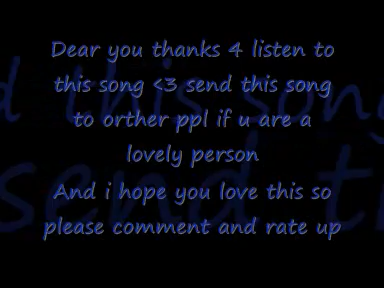 Dear you thanks 4 listen to
this song <3 send this song
to orther ppl if u are a
lovely person
And i hope you love this so
please comment and rate up